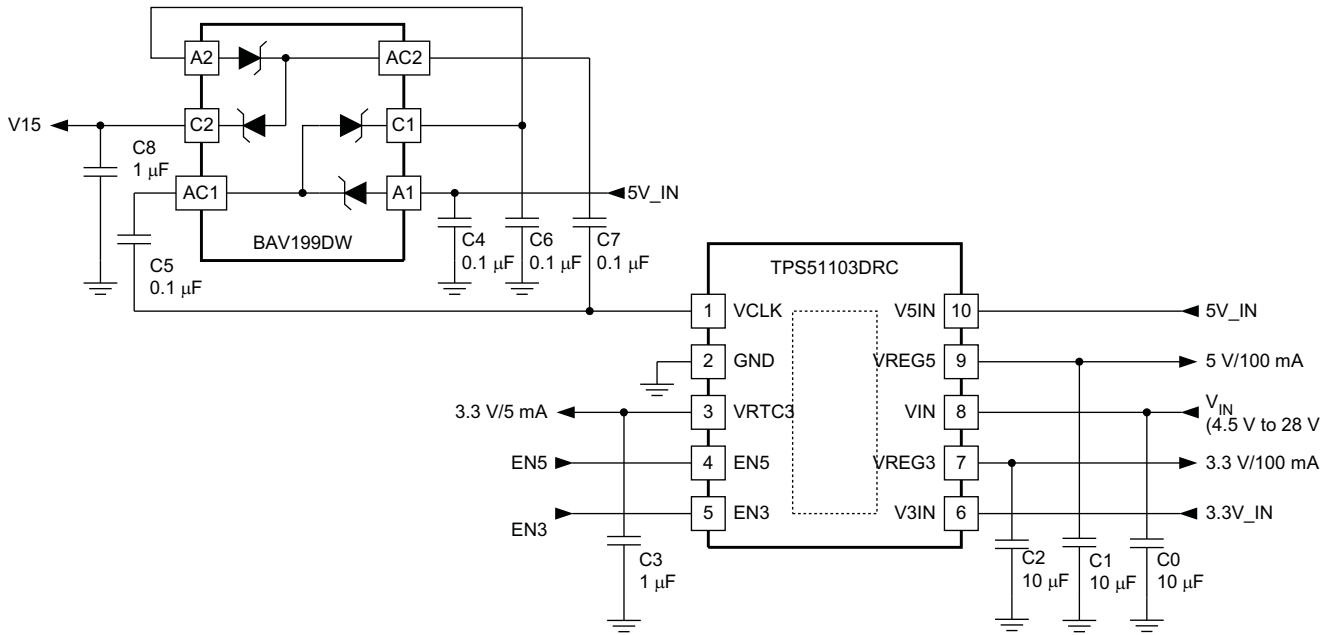 A2
AC2
V15
C2
C1
C8
1 μF
AC1
A1
5V_IN
BAV199DW
C4
0.1 μF
C6
0.1 μF
C7
0.1 μF
C5
0.1 μF
TPS51103DRC
1 VCLK
V5IN 10
5V_IN
2 GND
VREG5 9
5 V/100 mA
3.3 V/5 mA
3 VRTC3
VIN 8
VIN
(4.5 V to 28 V
EN5
4 EN5
VREG3 7
3.3 V/100 mA
EN3
5 EN3
V3IN 6
3.3V_IN
C3
1 μF
C2
10 μF
C1
10 μF
C0
10 μF